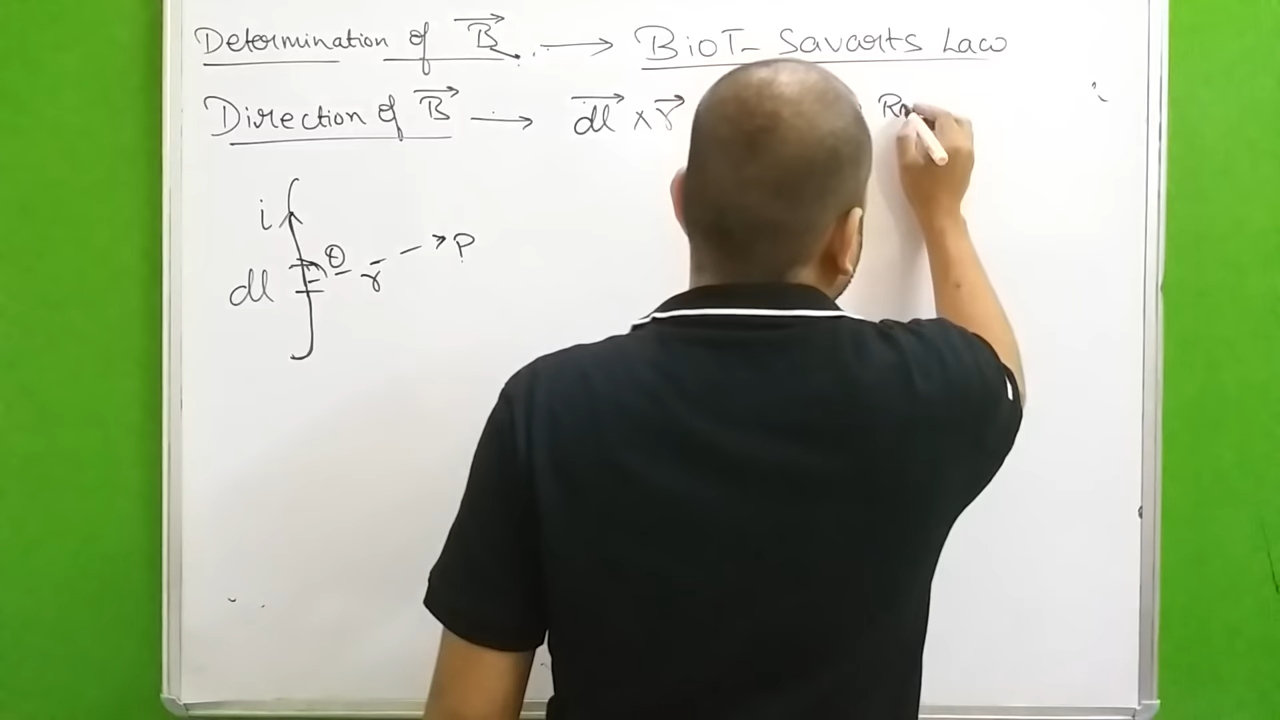 Determination of B → BioT- Savarts Law
Direction of B → dl x r
i
θ
P
dl
r